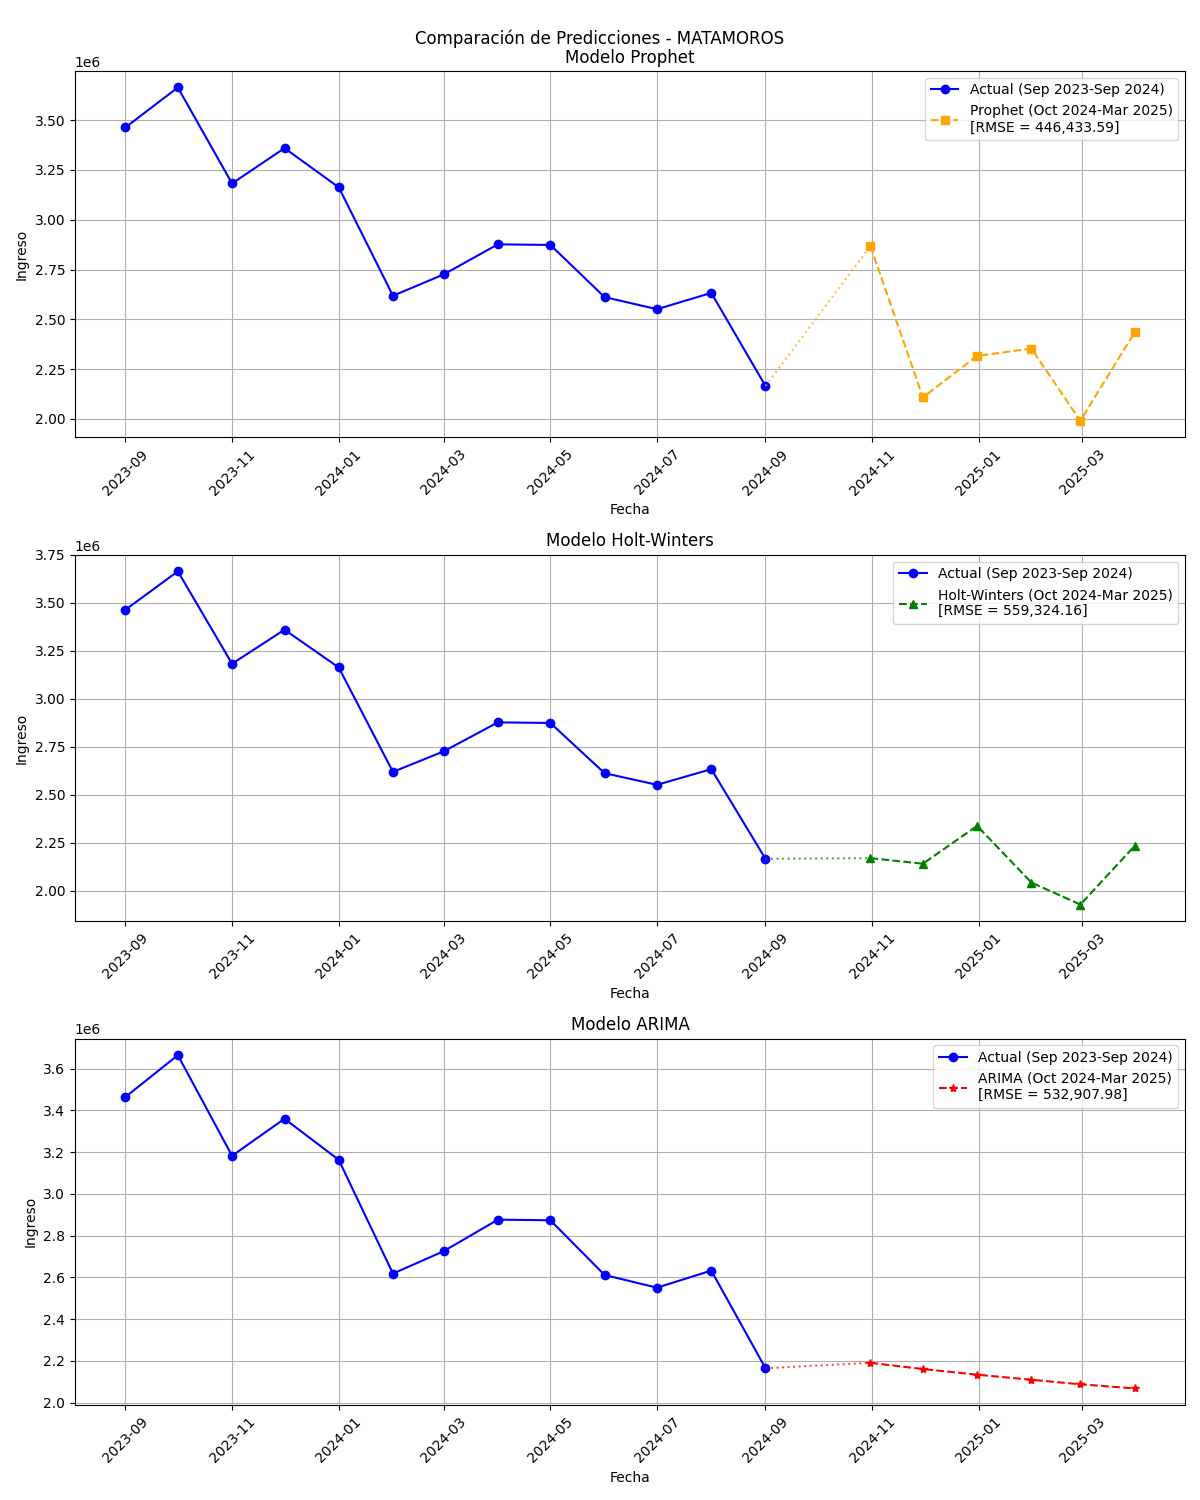 Comparación de Predicciones - MATAMOROS
Modelo Prophet
1e6
Actual (Sep 2023-Sep 2024)
Prophet (Oct 2024-Mar 2025)
[RMSE = 446,433.59]
3.50
3.25
3.00
2.75
2.50
2.25
2.00
Ingreso
2023-09
2023-11
2024-01
2024-03
2024-05
2024-07
2024-09
2024-11
2025-01
2025-03
Fecha
Modelo Holt-Winters
1e6
Actual (Sep 2023-Sep 2024)
Holt-Winters (Oct 2024-Mar 2025)
[RMSE = 559,324.16]
3.75
3.50
3.25
3.00
2.75
2.50
2.25
2.00
Ingreso
2023-09
2023-11
2024-01
2024-03
2024-05
2024-07
2024-09
2024-11
2025-01
2025-03
Fecha
Modelo ARIMA
1e6
Actual (Sep 2023-Sep 2024)
ARIMA (Oct 2024-Mar 2025)
[RMSE = 532,907.98]
3.6
3.4
3.2
3.0
2.8
2.6
2.4
2.2
2.0
Ingreso
2023-09
2023-11
2024-01
2024-03
2024-05
2024-07
2024-09
2024-11
2025-01
2025-03
Fecha